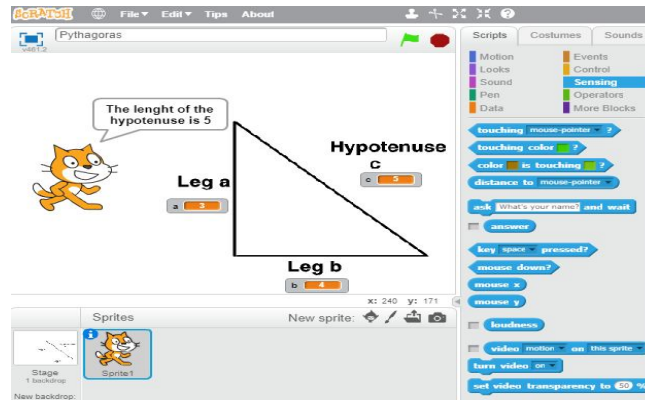 SCRATCH File Edit Tips About
Pythagoras
v461.2
Scripts Costumes Sounds
Motion Events
Looks Control
Sound Sensing
Pen Operators
Data More Blocks
The lenght of the
hypotenuse is 5
Hypotenuse
C
c 5
Leg a
a 3
Leg b
b 4
x: 240 y: 171
touching mouse-pointer ?
touching color ?
color is touching ?
distance to mouse-pointer
ask What's your name? and wait
answer
key space pressed?
mouse down?
mouse x
mouse y
loudness
video motion on this sprite
turn video on
set video transparency to 50 %
Sprites New sprite:
Stage
1 backdrop
Sprite1
New backdrop: